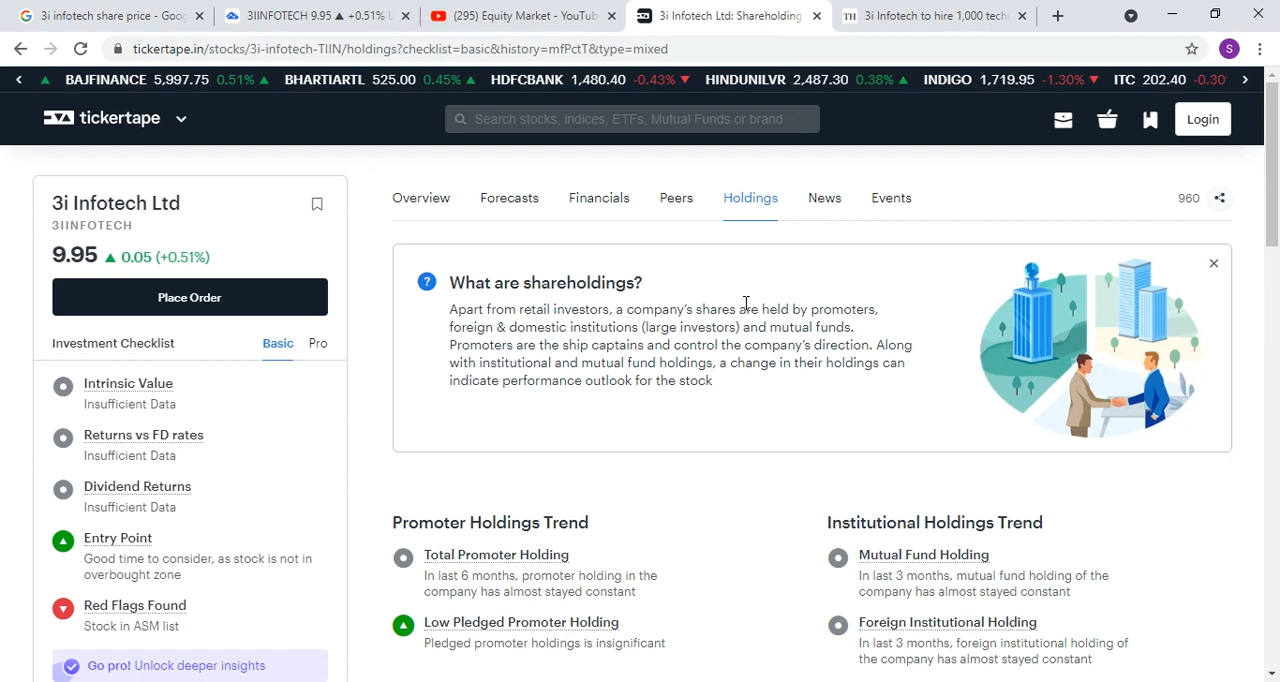 3i infotech share price - Goog
3IINFOTECH 9.95 ▲ +0.51% U
(295) Equity Market - YouTub
3i Infotech Ltd: Shareholding
TH 3i Infotech to hire 1,000 tech
tickertape.in/stocks/3i-infotech-TIIN/holdings?checklist=basic&history=mfPctT&type=mixed
S
BAJFINANCE 5,997.75 0.51% ▲ BHARTIARTL 525.00 0.45% ▲ HDFCBANK 1,480.40 -0.43% ▼ HINDUNILVR 2,487.30 0.38% ▲ INDIGO 1,719.95 -1.30% ▼ ITC 202.40 -0.30
tickertape
Search stocks, indices, ETFs, Mutual Funds or brand
Login
3i Infotech Ltd
3IINFOTECH
9.95 ▲ 0.05 (+0.51%)
Place Order
Investment Checklist Basic Pro
Intrinsic Value
Insufficient Data
Returns vs FD rates
Insufficient Data
Dividend Returns
Insufficient Data
Entry Point
Good time to consider, as stock is not in
overbought zone
Red Flags Found
Stock in ASM list
Go pro! Unlock deeper insights
Overview Forecasts Financials Peers Holdings News Events 960
? What are shareholdings?
Apart from retail investors, a company's shares are held by promoters,
foreign & domestic institutions (large investors) and mutual funds.
Promoters are the ship captains and control the company's direction. Along
with institutional and mutual fund holdings, a change in their holdings can
indicate performance outlook for the stock
Promoter Holdings Trend
Total Promoter Holding
In last 6 months, promoter holding in the
company has almost stayed constant
Low Pledged Promoter Holding
Pledged promoter holdings is insignificant
Institutional Holdings Trend
Mutual Fund Holding
In last 3 months, mutual fund holding of the
company has almost stayed constant
Foreign Institutional Holding
In last 3 months, foreign institutional holding of
the company has almost stayed constant